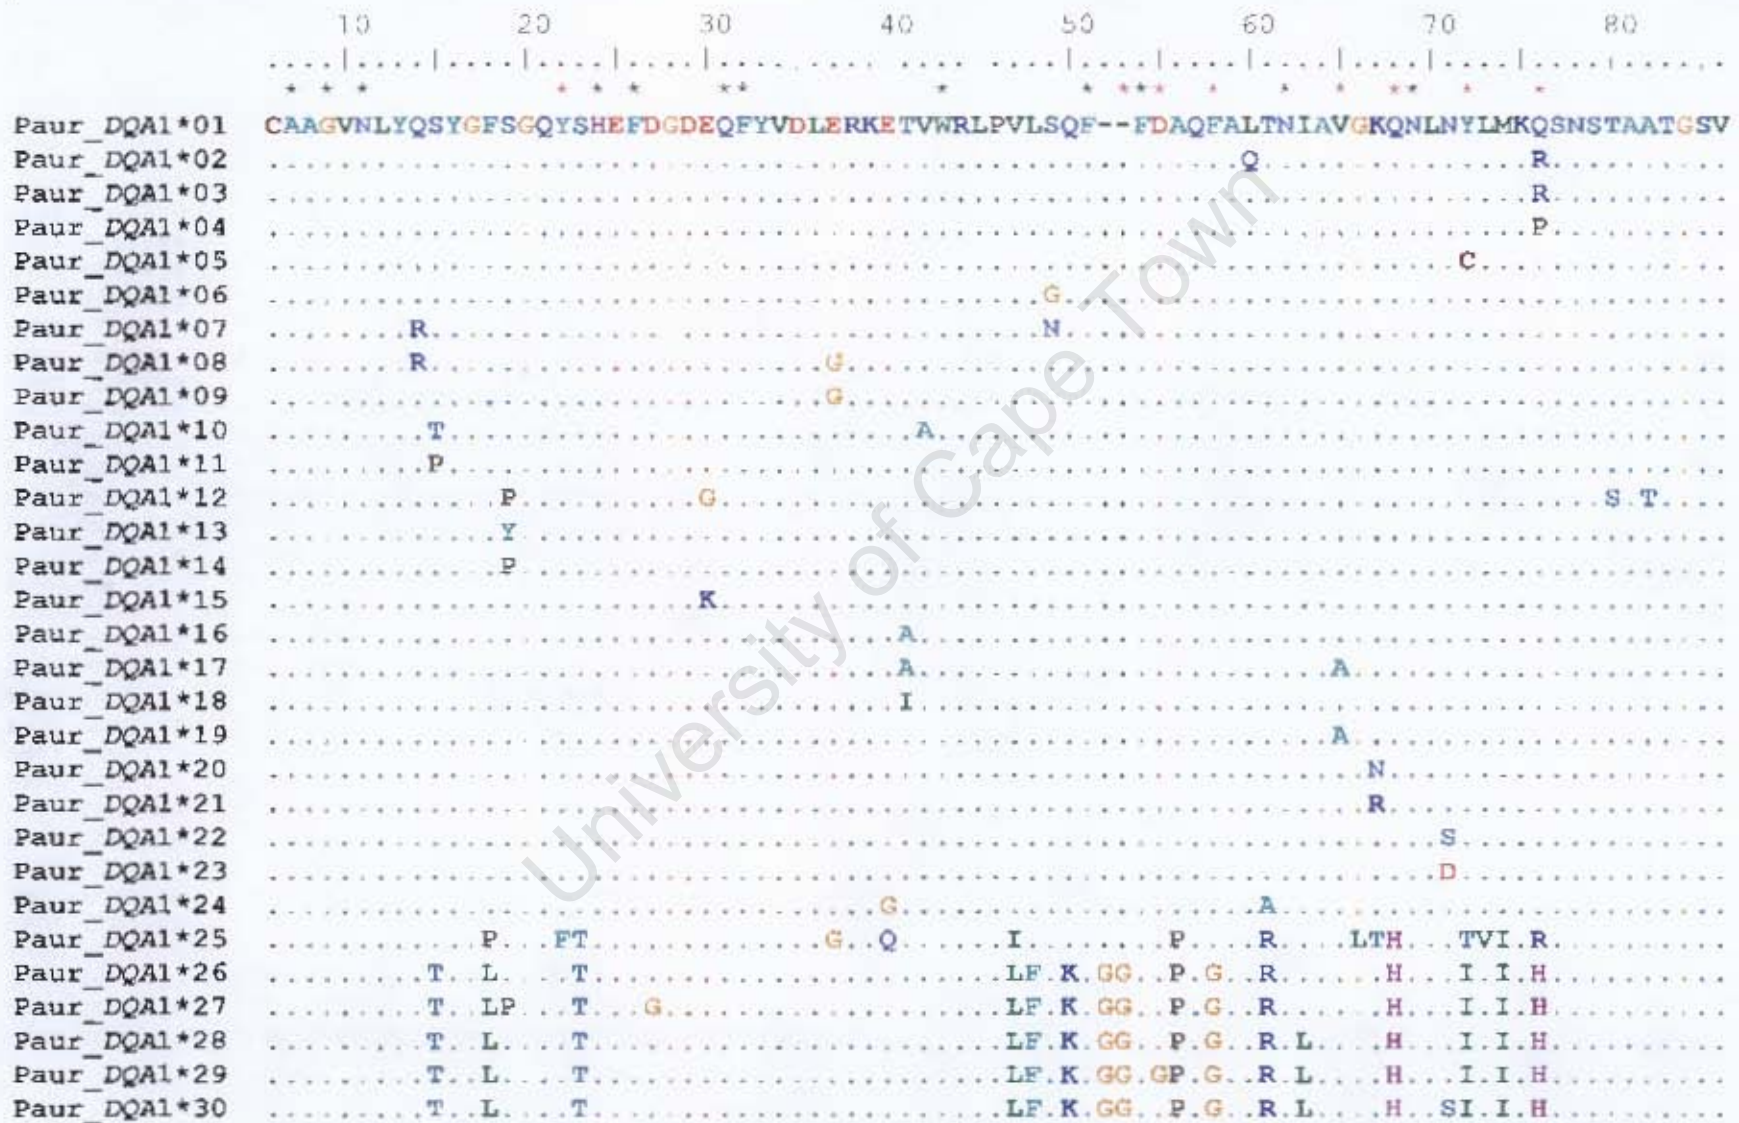 10 20 30 40 50 60 70 80
....|....|....|....|....|....|....|....|....|....|....|....|....|....|....|....|.
* * * * * * * * * * * * * * * * * * * *
Paur_DQA1*01 CAAGVNLYQSYGFSGQYSHEFDGDEQFYVDLERKETVWRLPVLSQF--FDAQFALTNIAVGKQNLNYLMKQSNSTAATGSV
Paur_DQA1*02 ......................................................Q...............R..........
Paur_DQA1*03 ......................................................................R..........
Paur_DQA1*04 ......................................................................P..........
Paur_DQA1*05 ..................................................................C..............
Paur_DQA1*06 ...........................................G.....................................
Paur_DQA1*07 ........R..................................N.....................................
Paur_DQA1*08 ........R......................G.................................................
Paur_DQA1*09 ...............................G.................................................
Paur_DQA1*10 .........T..........................A............................................
Paur_DQA1*11 .........P.......................................................................
Paur_DQA1*12 .............P..........G.................................................S.T....
Paur_DQA1*13 .............Y...................................................................
Paur_DQA1*14 .............P...................................................................
Paur_DQA1*15 ........................K........................................................
Paur_DQA1*16 ...................................A.............................................
Paur_DQA1*17 ...................................A.......................A.....................
Paur_DQA1*18 ...................................I.............................................
Paur_DQA1*19 ...........................................................A.....................
Paur_DQA1*20 .............................................................N...................
Paur_DQA1*21 .............................................................R...................
Paur_DQA1*22 .................................................................S...............
Paur_DQA1*23 .................................................................D...............
Paur_DQA1*24 ..................................G....................A.........................
Paur_DQA1*25 ............P...FT.............G..Q......I........P....R....LTH...TVI.R..........
Paur_DQA1*26 .........T..L....T.......................LF.K.GG..P.G..R......H...I.I.H..........
Paur_DQA1*27 .........T..LP...T...G...................LF.K.GG..P.G..R......H...I.I.H..........
Paur_DQA1*28 .........T..L....T.......................LF.K.GG..P.G..R.L....H...I.I.H..........
Paur_DQA1*29 .........T..L....T.......................LF.K.GG.GP.G..R.L....H...I.I.H..........
Paur_DQA1*30 .........T..L....T.......................LF.K.GG..P.G..R.L....H..SI.I.H..........
University of Cape Town